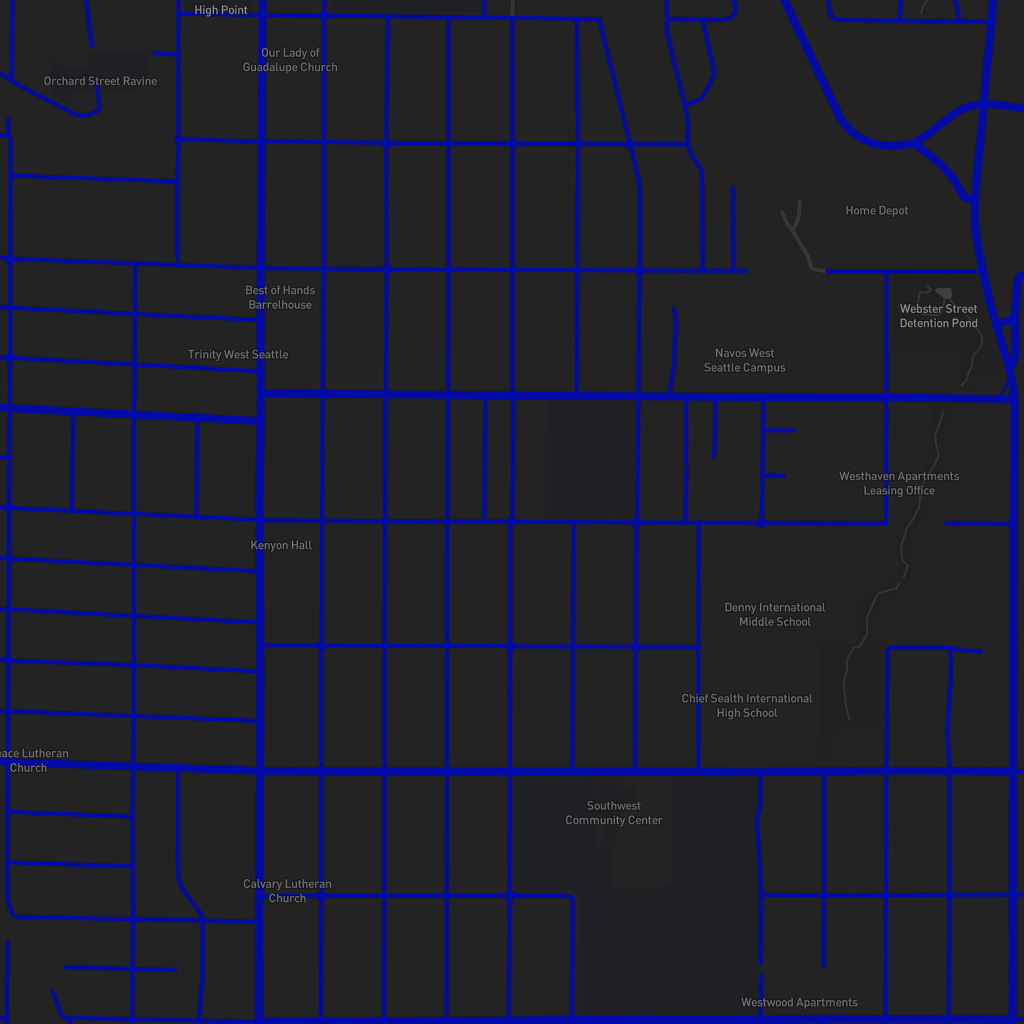 High Point
Our Lady of
Guadalupe Church
Orchard Street Ravine
Home Depot
Best of Hands
Barrelhouse
Webster Street
Detention Pond
Trinity West Seattle
Navos West
Seattle Campus
Westhaven Apartments
Leasing Office
Kenyon Hall
Denny International
Middle School
Chief Sealth International
High School
eace Lutheran
Church
Southwest
Community Center
Calvary Lutheran
Church
Westwood Apartments